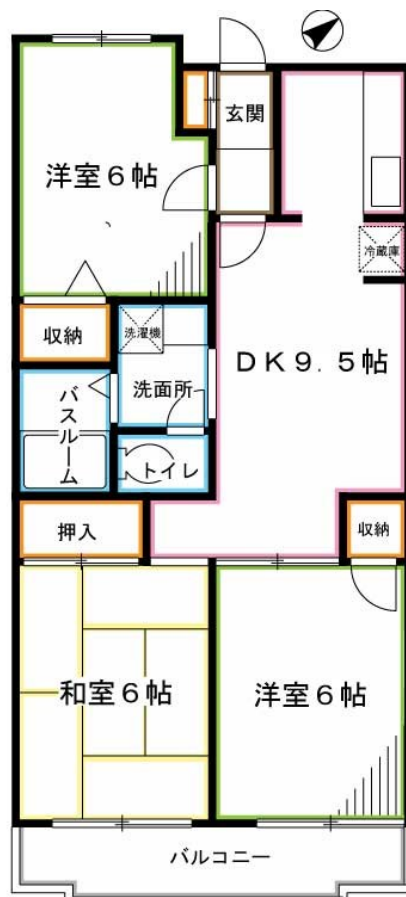 玄関
洋室６帖
冷蔵庫
収納
洗濯機
DK９.５帖
洗面所
バスルーム
トイレ
押入
収納
和室６帖
洋室６帖
バルコニー